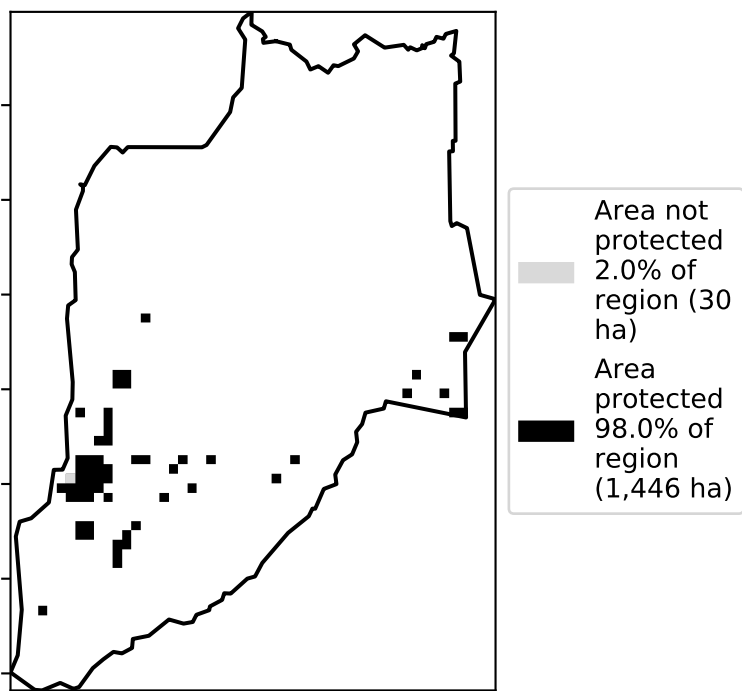 Area not
protected
2.0% of
region (30
ha)
Area
protected
98.0% of
region
(1,446 ha)